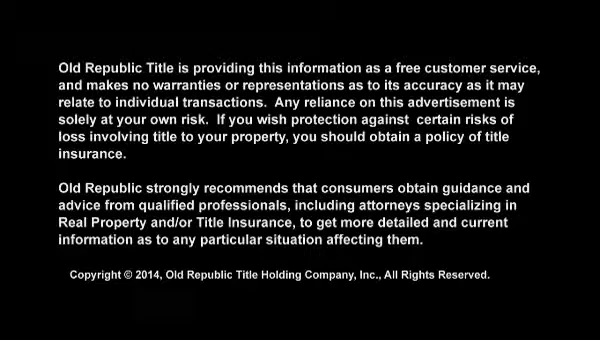 Old Republic Title is providing this information as a free customer service,
and makes no warranties or representations as to its accuracy as it may
relate to individual transactions.  Any reliance on this advertisement is
solely at your own risk.  If you wish protection against  certain risks of
loss involving title to your property, you should obtain a policy of title
insurance.
Old Republic strongly recommends that consumers obtain guidance and
advice from qualified professionals, including attorneys specializing in
Real Property and/or Title Insurance, to get more detailed and current
information as to any particular situation affecting them.
Copyright © 2014, Old Republic Title Holding Company, Inc., All Rights Reserved.